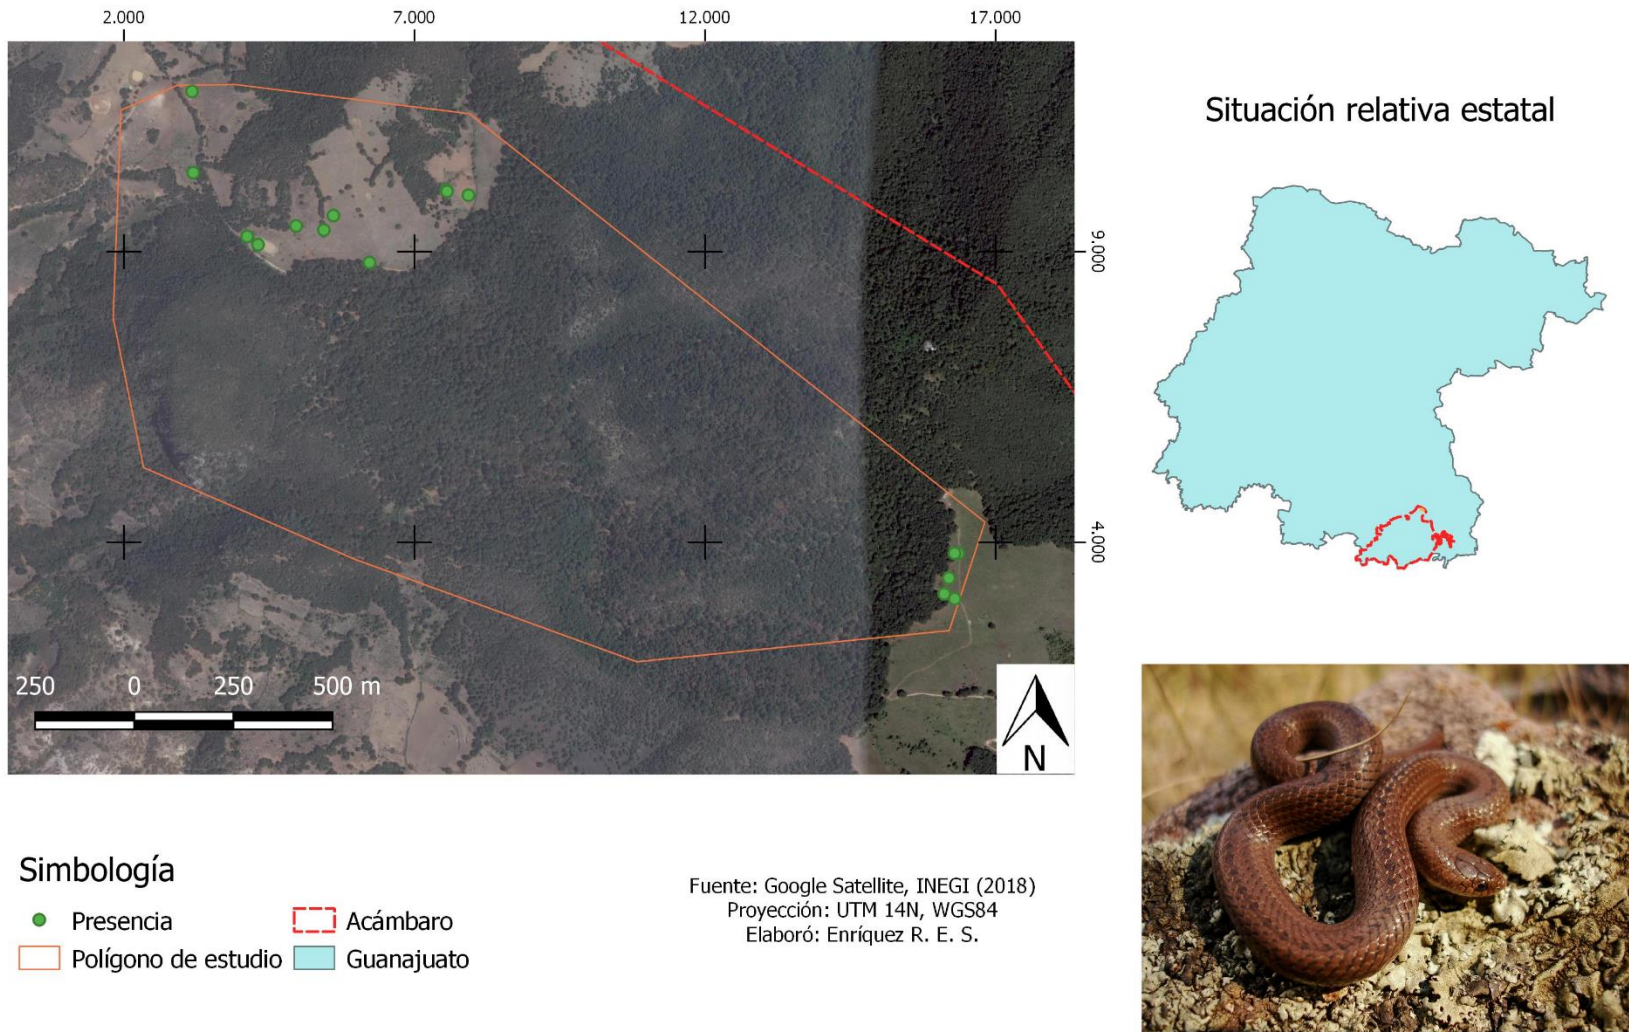 2.000 7.000 12.000 17.000
Situación relativa estatal
9.000
4.000
250 0 250 500 m
N
Simbología
Presencia
Acámbaro
Polígono de estudio
Guanajuato
Fuente: Google Satellite, INEGI (2018)
Proyección: UTM 14N, WGS84
Elaboró: Enríquez R. E. S.